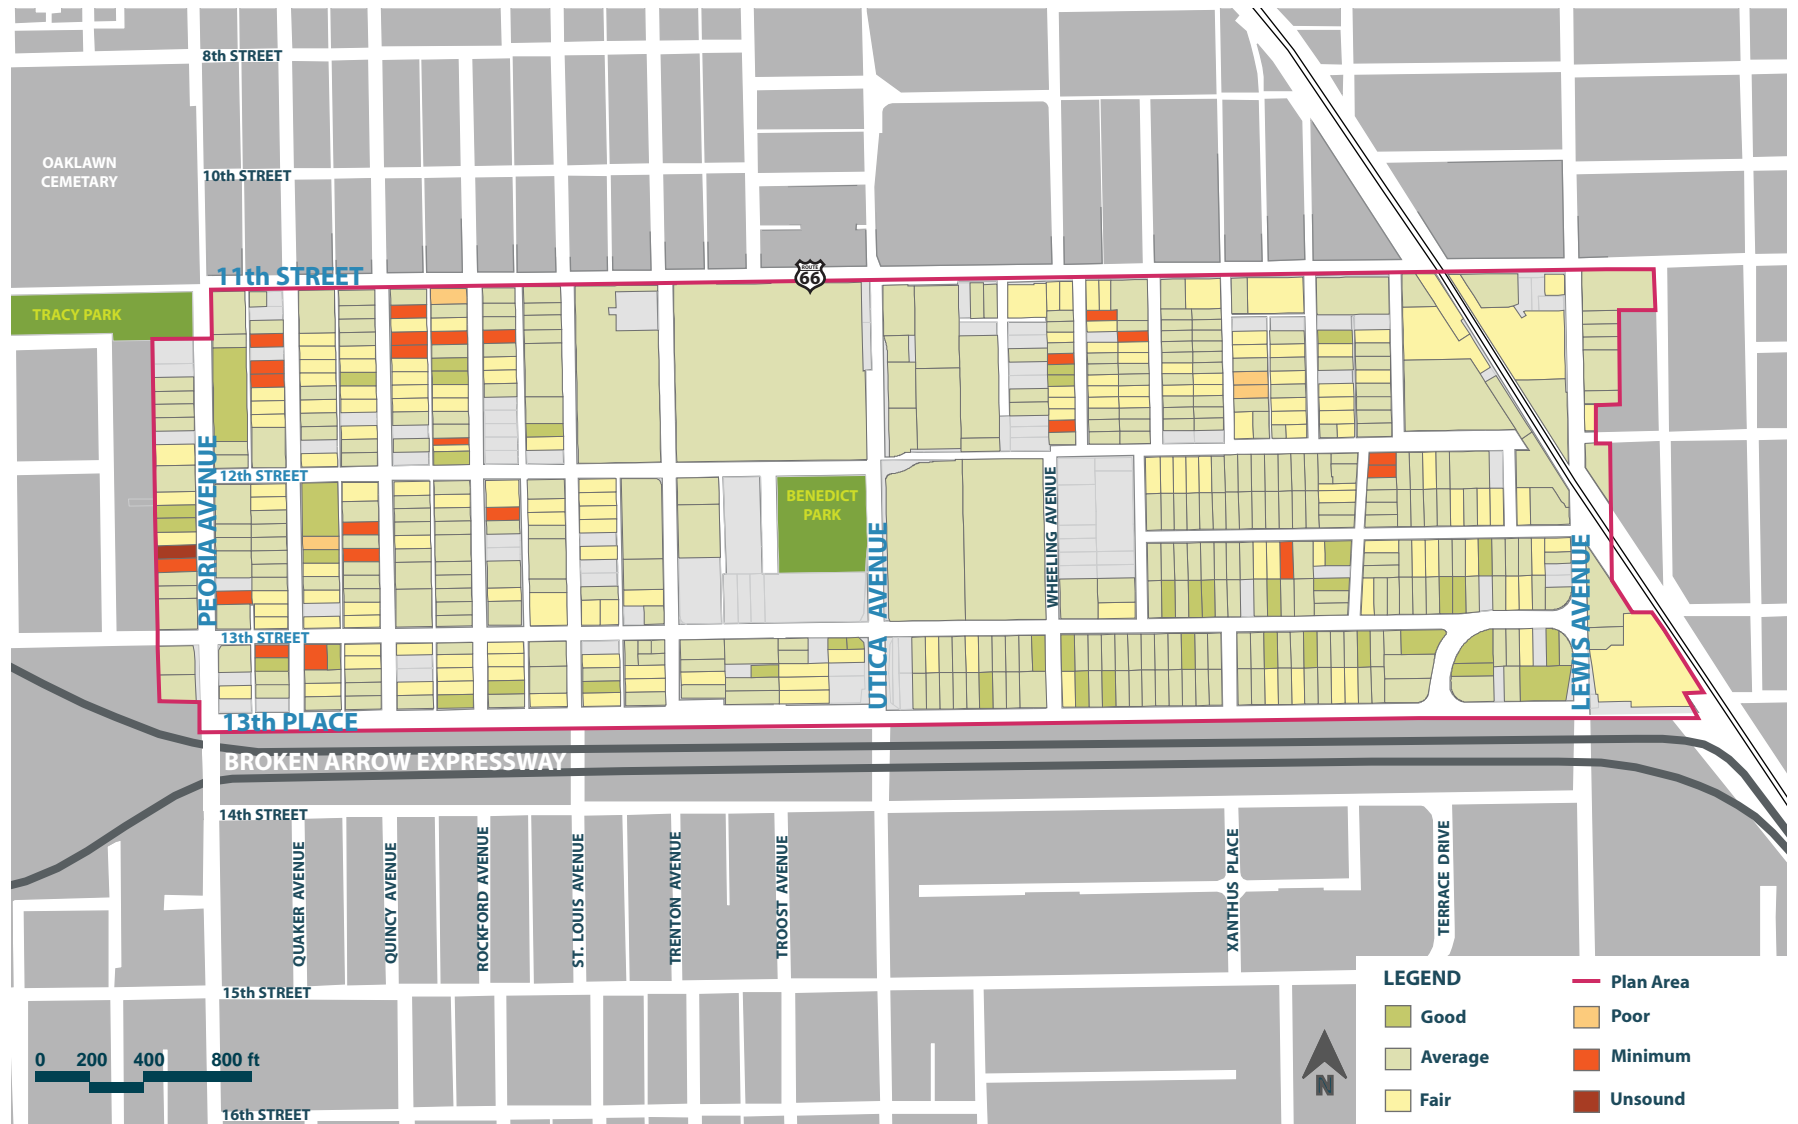 8th STREET
OAKLAWN
CEMETARY
10th STREET
11th STREET
ROUTE
66
TRACY PARK
PEORIA AVENUE
12th STREET
BENEDICT
PARK
UTICA AVENUE
WHEELING AVENUE
LEWIS AVENUE
13th STREET
13th PLACE
BROKEN ARROW EXPRESSWAY
14th STREET
QUAKER AVENUE
QUINCY AVENUE
ROCKFORD AVENUE
ST. LOUIS AVENUE
TRENTON AVENUE
TROOST AVENUE
XANTHUS PLACE
TERRACE DRIVE
15th STREET
0 200 400 800 ft
16th STREET
N
LEGEND
Good
Average
Fair
Plan Area
Poor
Minimum
Unsound